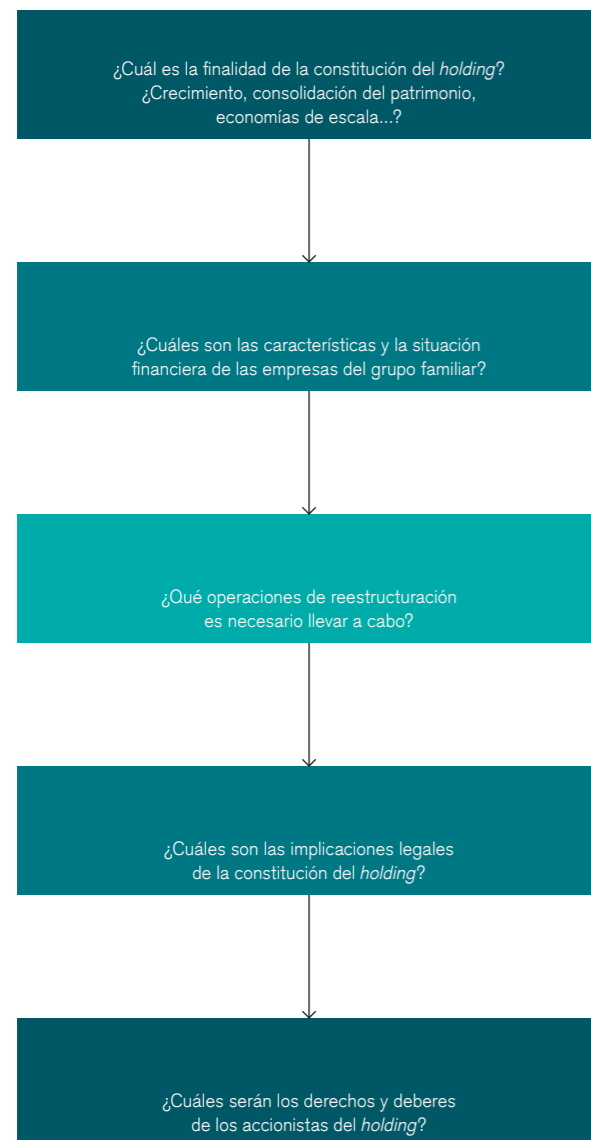 ¿Cuál es la finalidad de la constitución del holding?
¿Crecimiento, consolidación del patrimonio,
economías de escala...?
¿Cuáles son las características y la situación
financiera de las empresas del grupo familiar?
¿Qué operaciones de reestructuración
es necesario llevar a cabo?
¿Cuáles son las implicaciones legales
de la constitución del holding?
¿Cuáles serán los derechos y deberes
de los accionistas del holding?